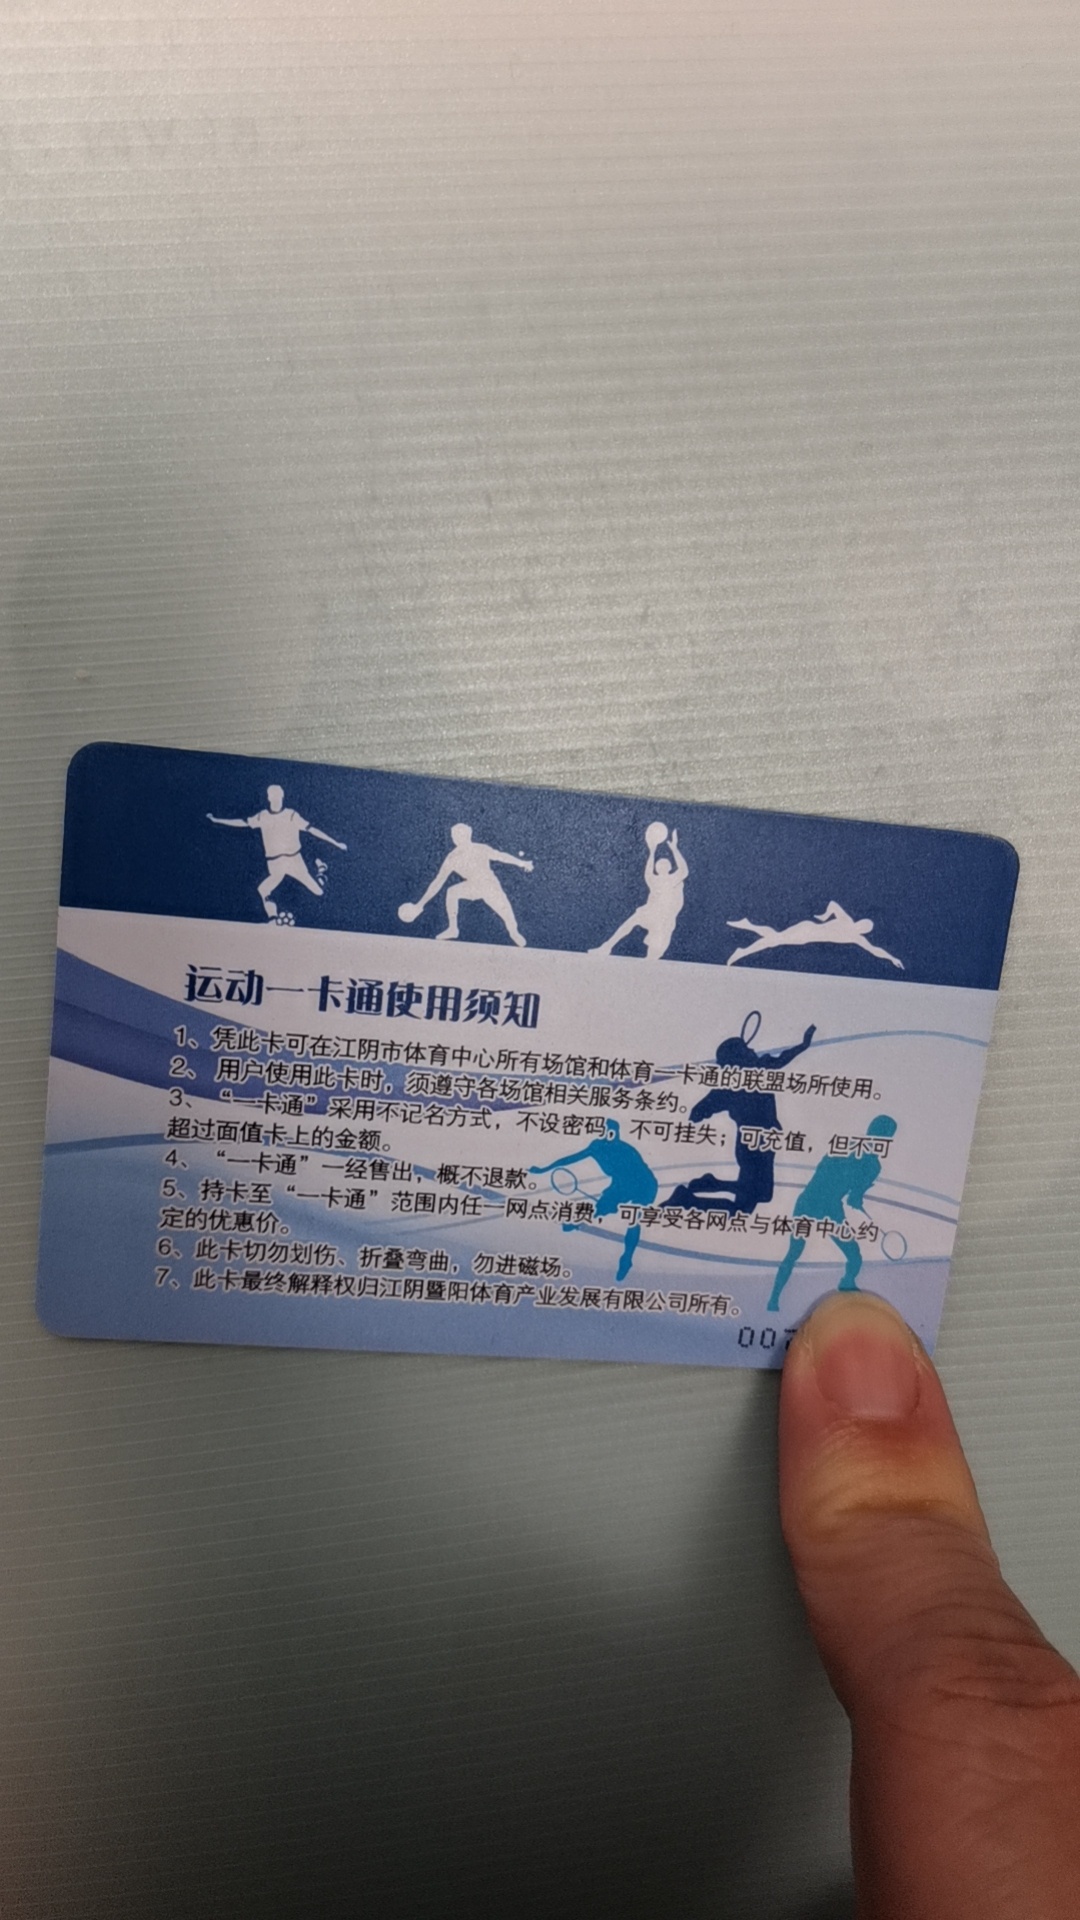 运动一卡通使用须知
1、凭此卡可在江阴市体育中心所有场馆和体育一卡通的联盟场所使用。
2、用户使用此卡时，须遵守各场馆相关服务条约。
3、“一卡通”采用不记名方式，不设密码，不可挂失；可充值，但不可
超过面值卡上的金额。
4、“一卡通”一经售出，概不退款。
5、持卡至“一卡通”范围内任一网点消费，可享受各网点与体育中心约
定的优惠价。
6、此卡切勿划伤、折叠弯曲，勿进磁场。
7、此卡最终解释权归江阴暨阳体育产业发展有限公司所有。
00